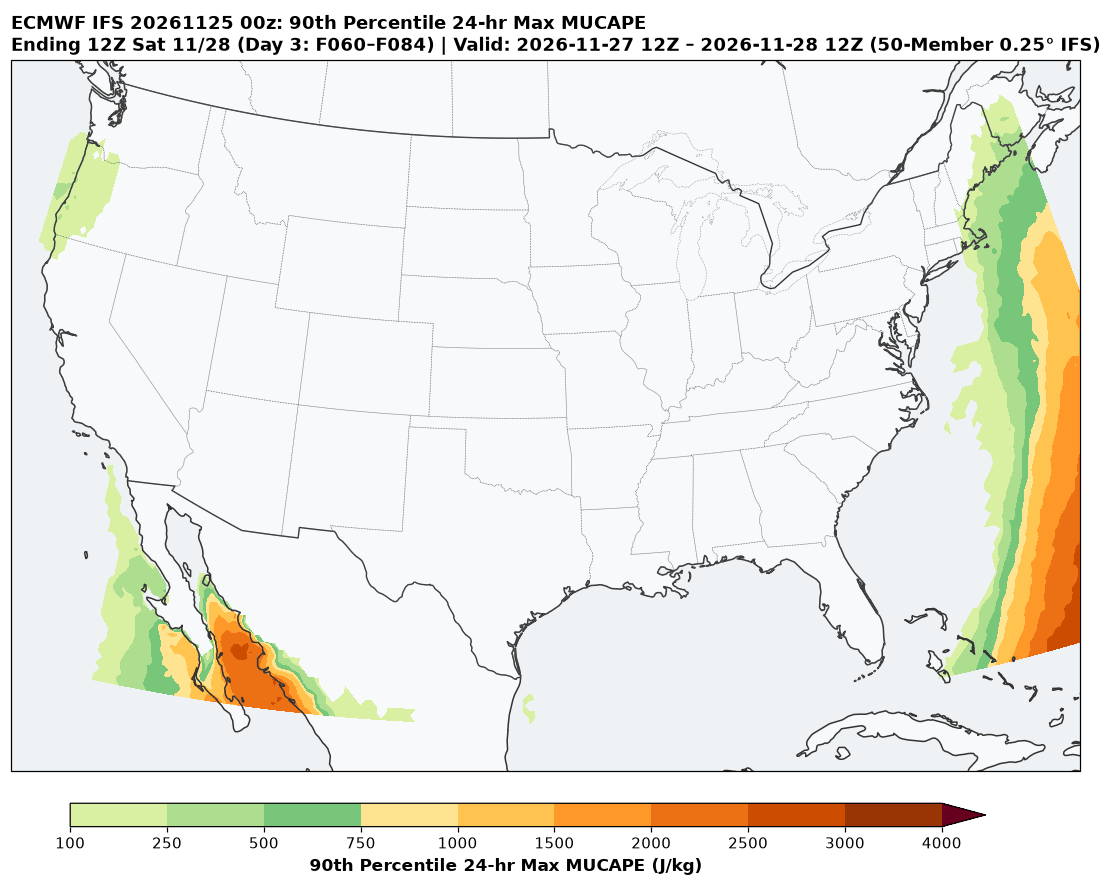 ECMWF IFS 20261125 00z: 90th Percentile 24-hr Max MUCAPE
Ending 12Z Sat 11/28 (Day 3: F060–F084) | Valid: 2026-11-27 12Z – 2026-11-28 12Z (50-Member 0.25° IFS)
100 250 500 750 1000 1500 2000 2500 3000 4000
90th Percentile 24-hr Max MUCAPE (J/kg)